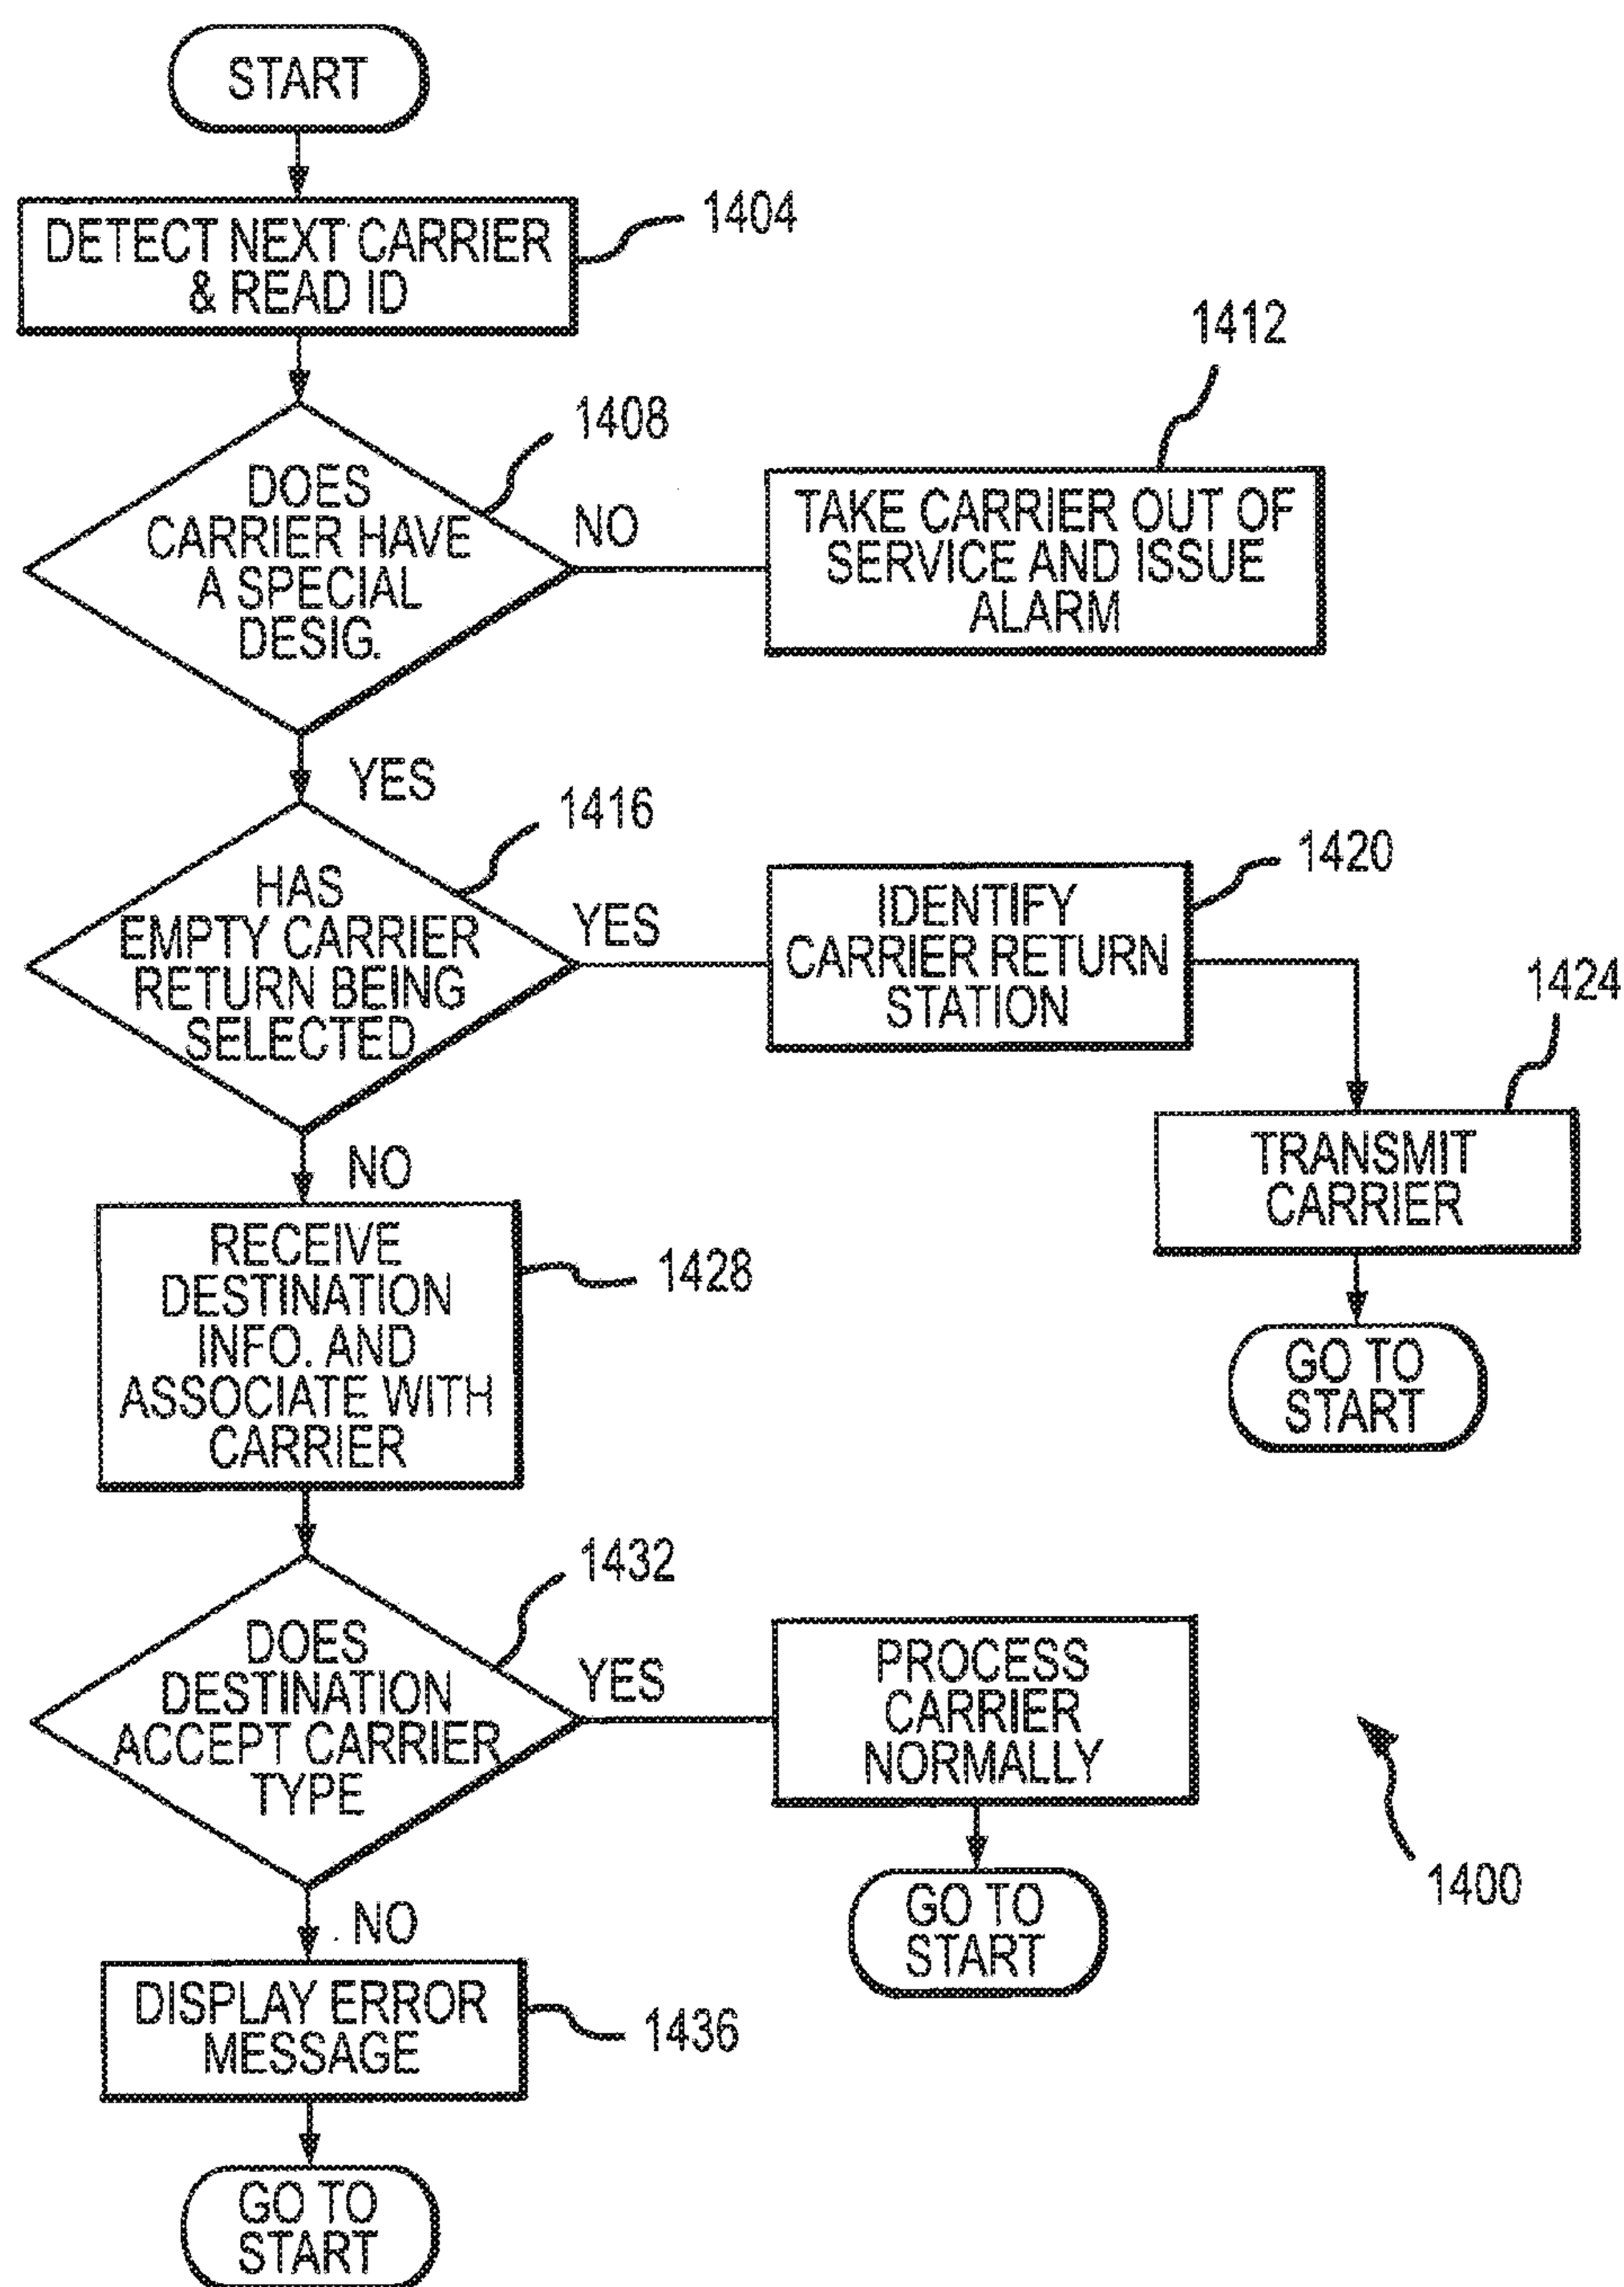 START
DETECT NEXT CARRIER
& READ ID
1404
1412
1408
DOES
CARRIER HAVE
A SPECIAL
DESIG.
NO
TAKE CARRIER OUT OF
SERVICE AND ISSUE
ALARM
YES
1416
HAS
EMPTY CARRIER
RETURN BEING
SELECTED
YES
IDENTIFY
CARRIER RETURN
STATION
1420
1424
TRANSMIT
CARRIER
GO TO
START
NO
RECEIVE
DESTINATION
INFO. AND
ASSOCIATE WITH
CARRIER
1428
1432
DOES
DESTINATION
ACCEPT CARRIER
TYPE
YES
PROCESS
CARRIER
NORMALLY
GO TO
START
1400
NO
DISPLAY ERROR
MESSAGE
1436
GO TO
START